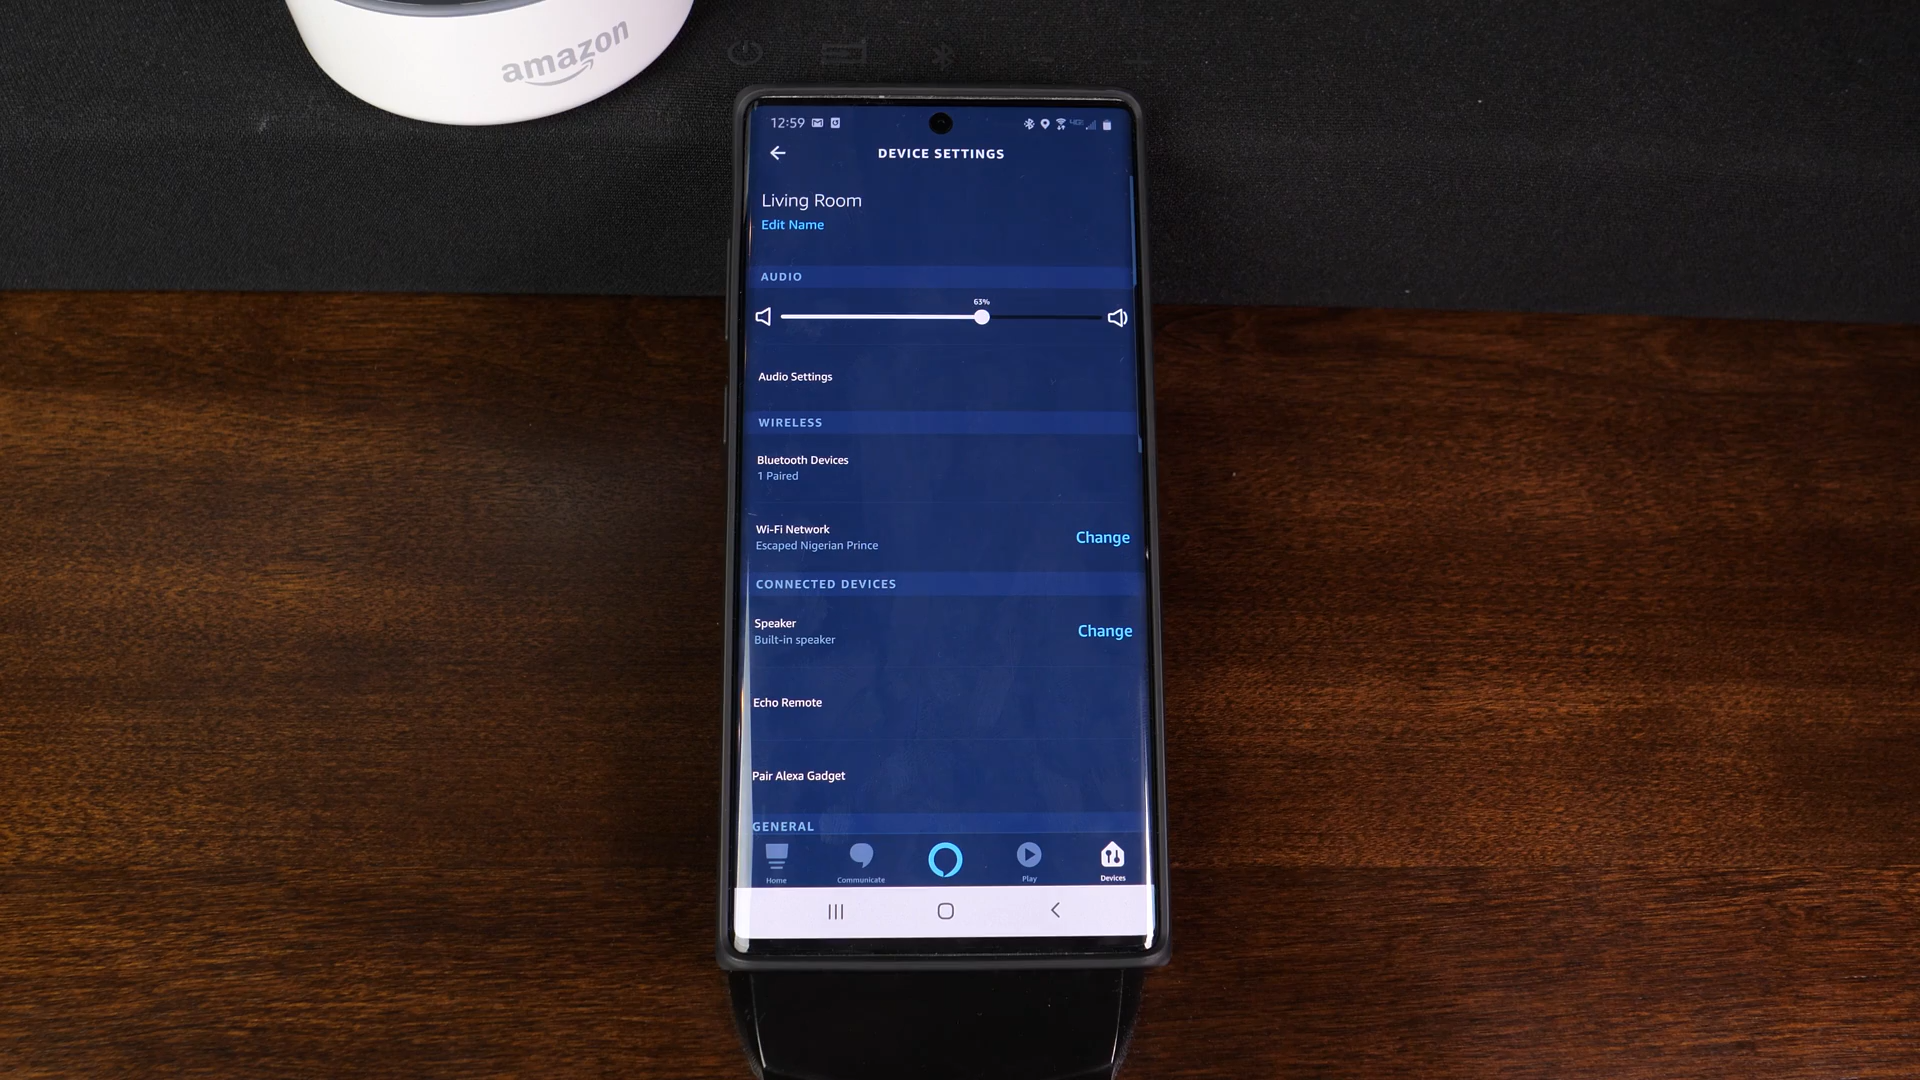 amazon
12:59
DEVICE SETTINGS
Living Room
Edit Name
AUDIO
63%
Audio Settings
WIRELESS
Bluetooth Devices
1 Paired
Wi-Fi Network
Escaped Nigerian Prince
Change
CONNECTED DEVICES
Speaker
Built-in speaker
Change
Echo Remote
Pair Alexa Gadget
GENERAL
Home
Communicate
Play
Devices